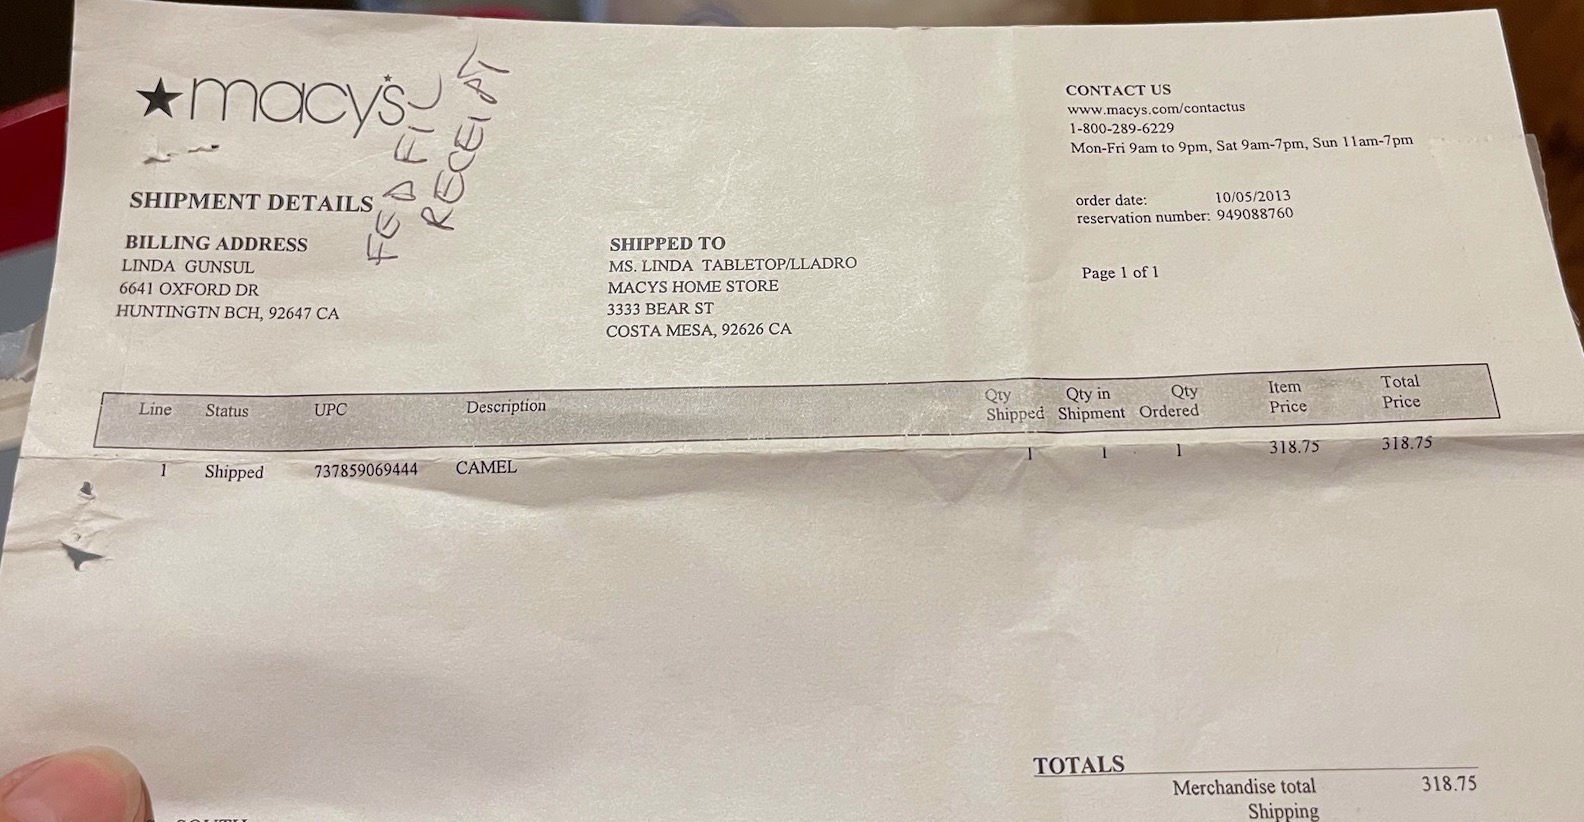 ★macy's
FED EX
RECEIPT
CONTACT US
www.macys.com/contactus
1-800-289-6229
Mon-Fri 9am to 9pm, Sat 9am-7pm, Sun 11am-7pm
order date: 10/05/2013
reservation number: 949088760
Page 1 of 1
SHIPMENT DETAILS
BILLING ADDRESS
LINDA GUNSUL
6641 OXFORD DR
HUNTINGTN BCH, 92647 CA
SHIPPED TO
MS. LINDA TABLETOP/LLADRO
MACYS HOME STORE
3333 BEAR ST
COSTA MESA, 92626 CA
Line Status UPC Description Qty Shipped Qty in Shipment Qty Ordered Item Price Total Price
1 Shipped 737859069444 CAMEL 1 1 1 318.75 318.75
TOTALS
Merchandise total 318.75
Shipping